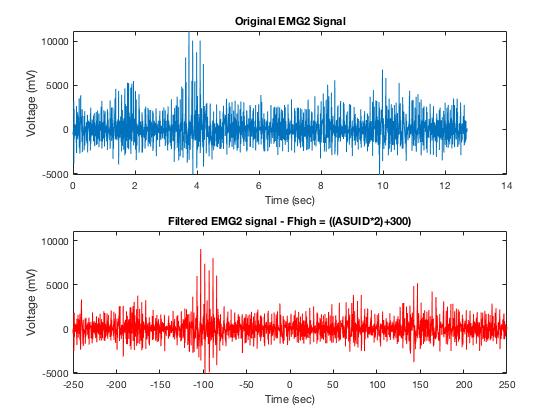 Original EMG2 Signal
10000
5000
0
-5000
Voltage (mV)
0 2 4 6 8 10 12 14
Time (sec)
Filtered EMG2 signal - Fhigh = ((ASUID*2)+300)
10000
5000
0
-5000
Voltage (mV)
-250 -200 -150 -100 -50 0 50 100 150 200 250
Time (sec)